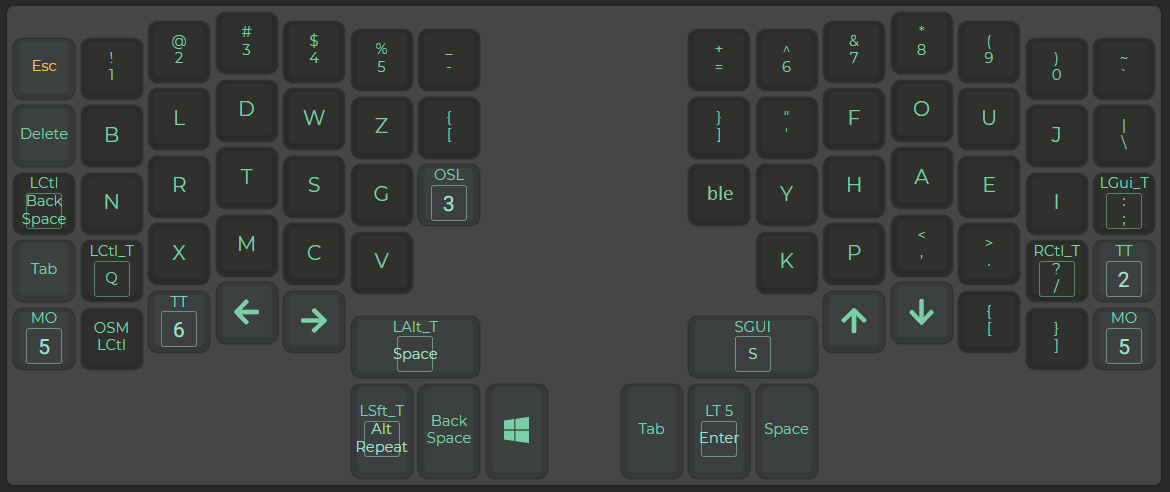 Esc
!
1
@
2
#
3
$
4
%
5
_
-
+
=
^
6
&
7
*
8
(
9
)
0
~
`
Delete
B
L
D
W
Z
{
[
}
]
"
'
F
O
U
J
|
\
LCtl
Back
Space
N
R
T
S
G
OSL
3
ble
Y
H
A
E
I
LGui_T
:
;
Tab
LCtl_T
Q
X
M
C
V
K
P
<
,
>
.
RCtl_T
?
/
TT
2
MO
5
OSM
LCtl
TT
6
←
→
LAlt_T
Space
SGUI
S
↑
↓
{
[
}
]
MO
5
LSft_T
Alt
Repeat
Back
Space
Tab
LT 5
Enter
Space